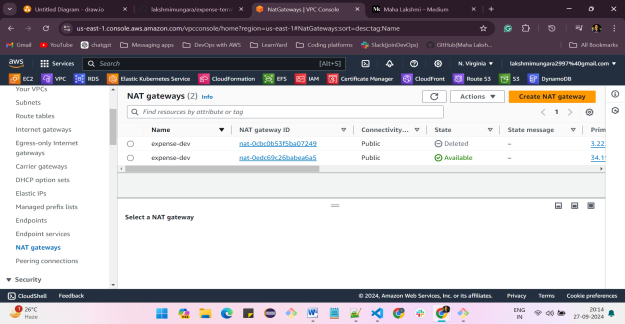 Untitled Diagram - draw.io
lakshmimungara/expense-terra
NatGateways | VPC Console
Maha Lakshmi – Medium
us-east-1.console.aws.amazon.com/vpcconsole/home?region=us-east-1#NatGateways:sort=desc:tag:Name
Gmail YouTube chatgpt Messaging apps DevOps with AWS LearnYard Coding platforms Slack(JoinDevOps) GitHub(Maha Laksh... All Bookmarks
aws Services Search [Alt+S] N. Virginia lakshmimungara2997%40gmail.com
EC2 VPC RDS Elastic Kubernetes Service CloudFormation EFS IAM Certificate Manager CloudFront Route 53 S3 DynamoDB
Your VPCs
Subnets
Route tables
Internet gateways
Egress-only Internet
gateways
Carrier gateways
DHCP option sets
Elastic IPs
Managed prefix lists
Endpoints
Endpoint services
NAT gateways
Peering connections
Security
NAT gateways (2) Info
Actions
Create NAT gateway
Find resources by attribute or tag
1
Name NAT gateway ID Connectivity... State State message Prim
expense-dev nat-0cbc0b53f5ba07249 Public Deleted – 3.22
expense-dev nat-0edc69c26babea6a5 Public Available – 34.1
Select a NAT gateway
CloudShell Feedback © 2024, Amazon Web Services, Inc. or its affiliates. Privacy Terms Cookie preferences
26°C
Haze
ENG
IN
20:14
27-09-2024